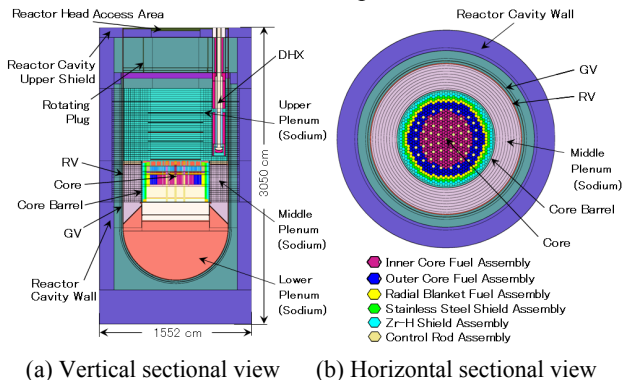 Reactor Head Access Area
Reactor Cavity
Upper Shield
Rotating
Plug
RV
Core
Core Barrel
GV
Reactor
Cavity Wall
DHX
Upper
Plenum
(Sodium)
3050 cm
Middle
Plenum
(Sodium)
Lower
Plenum
(Sodium)
1552 cm
(a) Vertical sectional view
Reactor Cavity Wall
GV
RV
Middle
Plenum
(Sodium)
Core Barrel
Core
Inner Core Fuel Assembly
Outer Core Fuel Assembly
Radial Blanket Fuel Assembly
Stainless Steel Shield Assembly
Zr-H Shield Assembly
Control Rod Assembly
(b) Horizontal sectional view